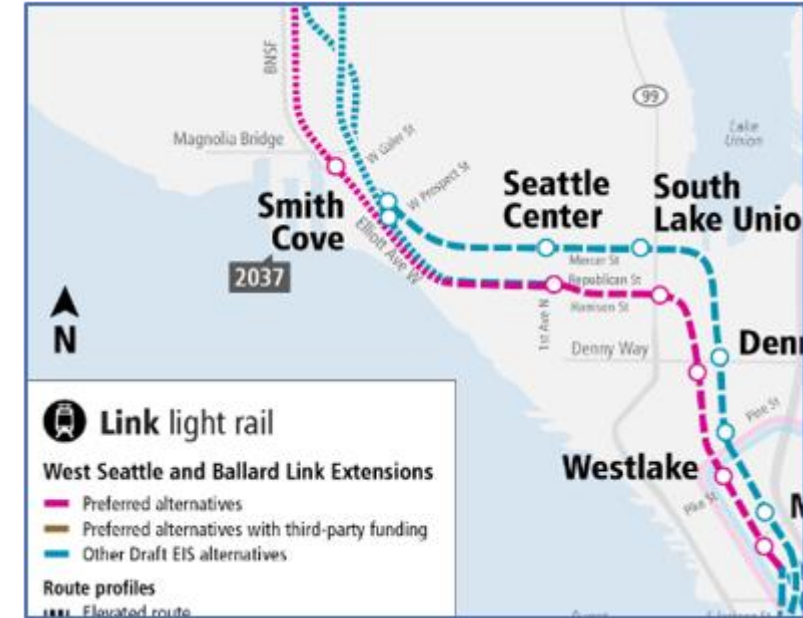 BNSF
99
Lake
Union
Magnolia Bridge
W Galer St
W Prospect St
Seattle
Center
South
Lake Unio
Smith
Cove
Elliott Ave W
2037
Mercer St
Republican St
Harrison St
1st Ave N
N
Denny Way
Denn
Link light rail
Pine St
West Seattle and Ballard Link Extensions
Westlake
Pike St
Preferred alternatives
Preferred alternatives with third-party funding
Other Draft EIS alternatives
Route profiles
Elevated route